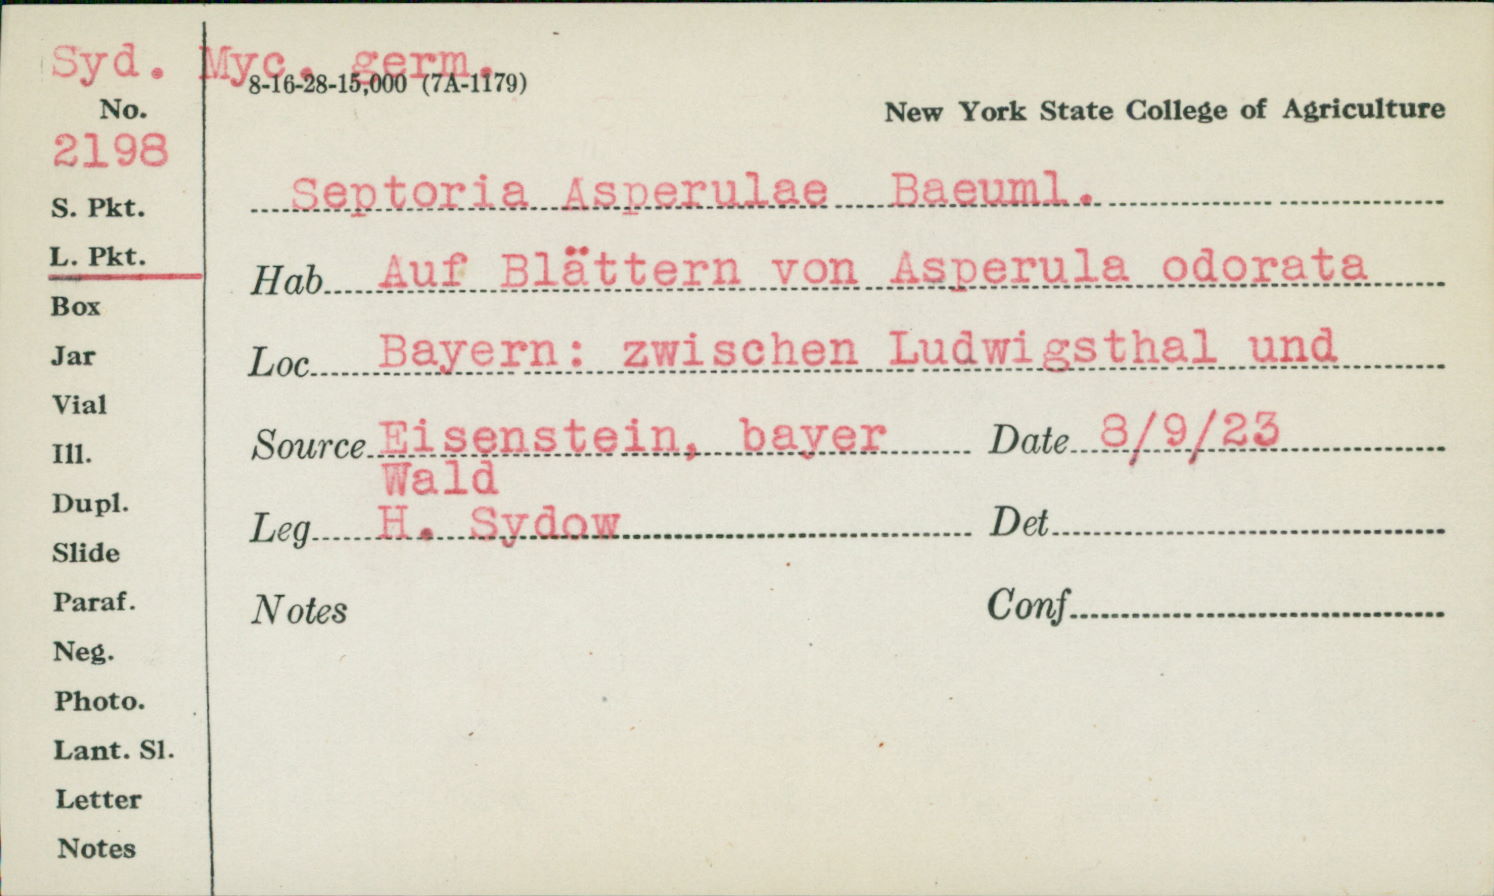 Syd. Myc. germ.
8-16-28-15,000 (7A-1179)
No.
New York State College of Agriculture
2198
Septoria Asperulae Baeuml.
S. Pkt.
L. Pkt.
Hab Auf Blättern von Asperula odorata
Box
Jar
Loc Bayern: zwischen Ludwigsthal und
Vial
Source Eisenstein, bayer Date 8/9/23
Ill.
Wald
Dupl.
Leg H. Sydow Det
Slide
Paraf.
Notes Conf
Neg.
Photo.
Lant. Sl.
Letter
Notes